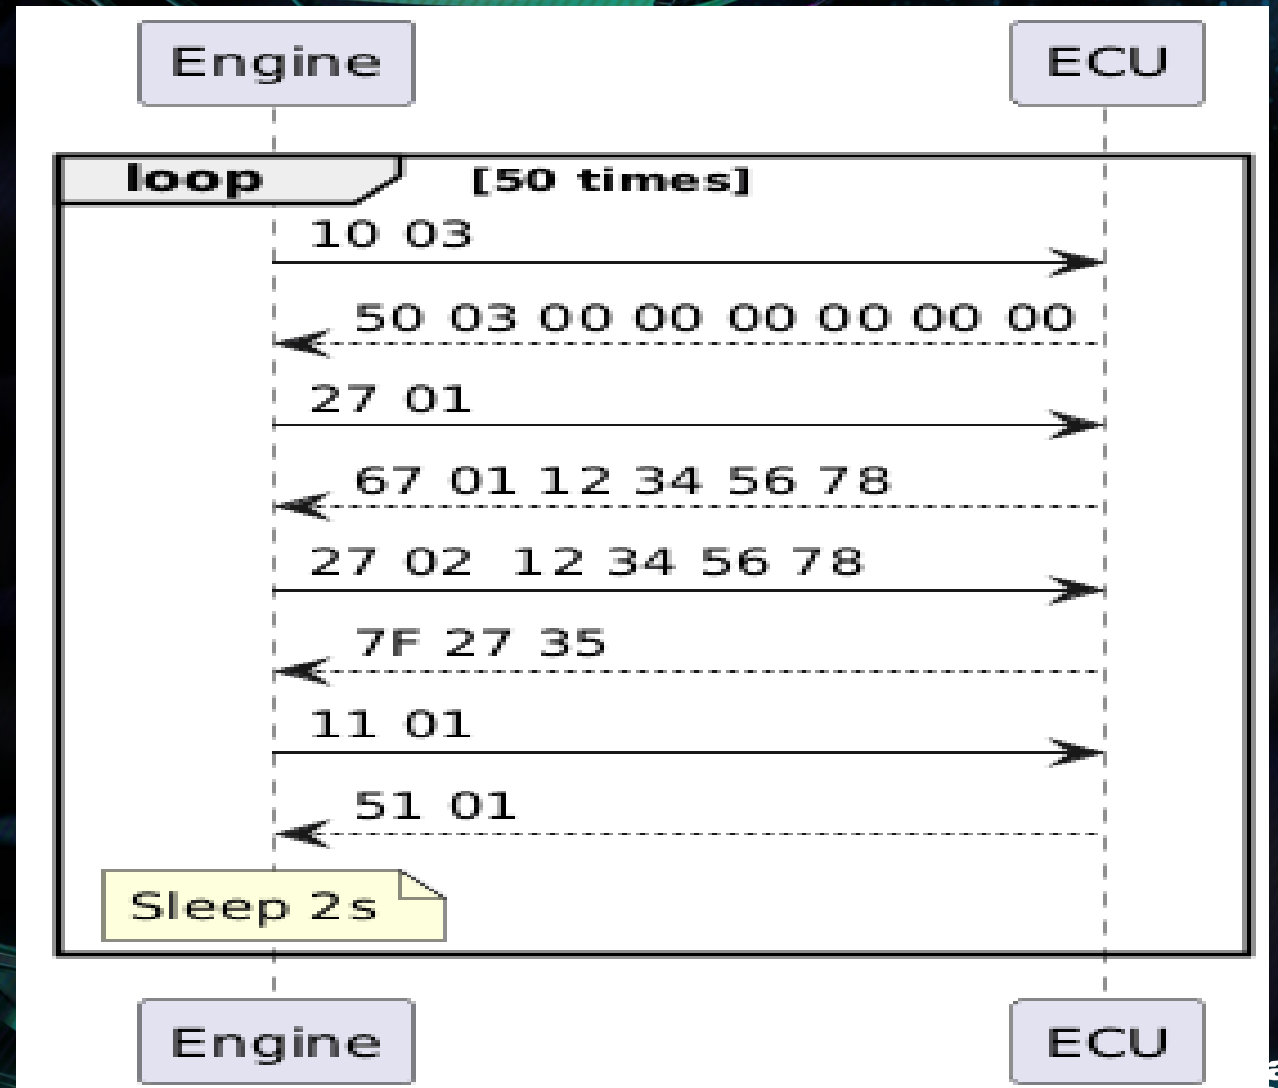 Engine ECU
loop [50 times]
10 03
50 03 00 00 00 00 00 00
27 01
67 01 12 34 56 78
27 02 12 34 56 78
7F 27 35
11 01
51 01
Sleep 2s
Engine ECU